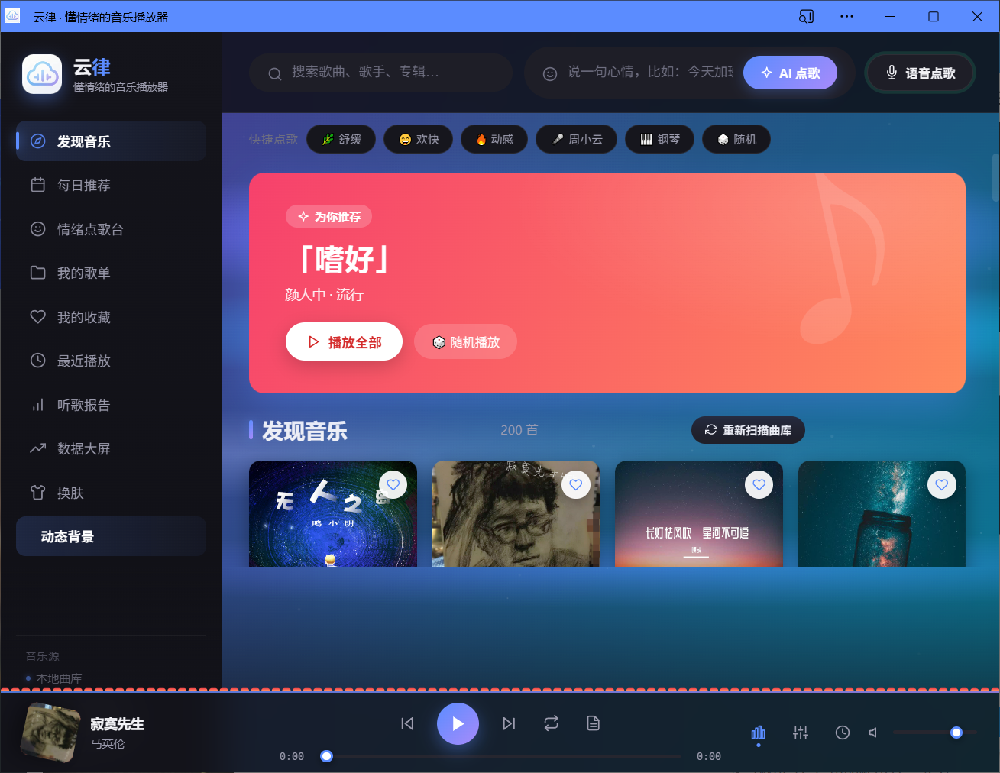 云律 · 懂情绪的音乐播放器
云律
懂情绪的音乐播放器
搜索歌曲、歌手、专辑…
说一句心情，比如：今天加班
AI 点歌
语音点歌
发现音乐
每日推荐
情绪点歌台
我的歌单
我的收藏
最近播放
听歌报告
数据大屏
换肤
动态背景
音乐源
本地曲库
快捷点歌
舒缓
欢快
动感
周小云
钢琴
随机
为你推荐
「嗜好」
颜人中 · 流行
播放全部
随机播放
发现音乐
200 首
重新扫描曲库
无人之岛
鸣小明
寂寞先生
长灯怯风吹 星河不可追
寂寞先生
马英伦
0:00
0:00